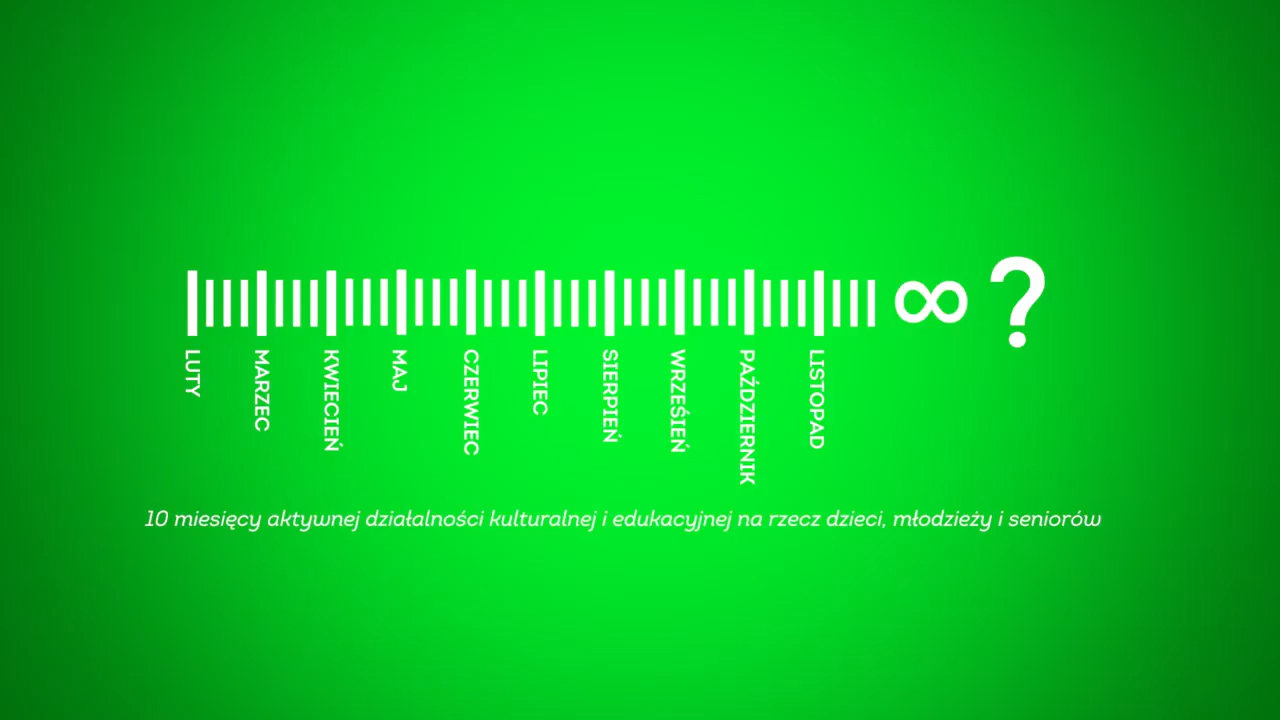 ∞ ?
LUTY
MARZEC
KWIECIEŃ
MAJ
CZERWIEC
LIPIEC
SIERPIEŃ
WRZEŚIEŃ
PAŹDZIERNIK
LISTOPAD
10 miesięcy aktywnej działalności kulturalnej i edukacyjnej na rzecz dzieci, młodzieży i seniorów